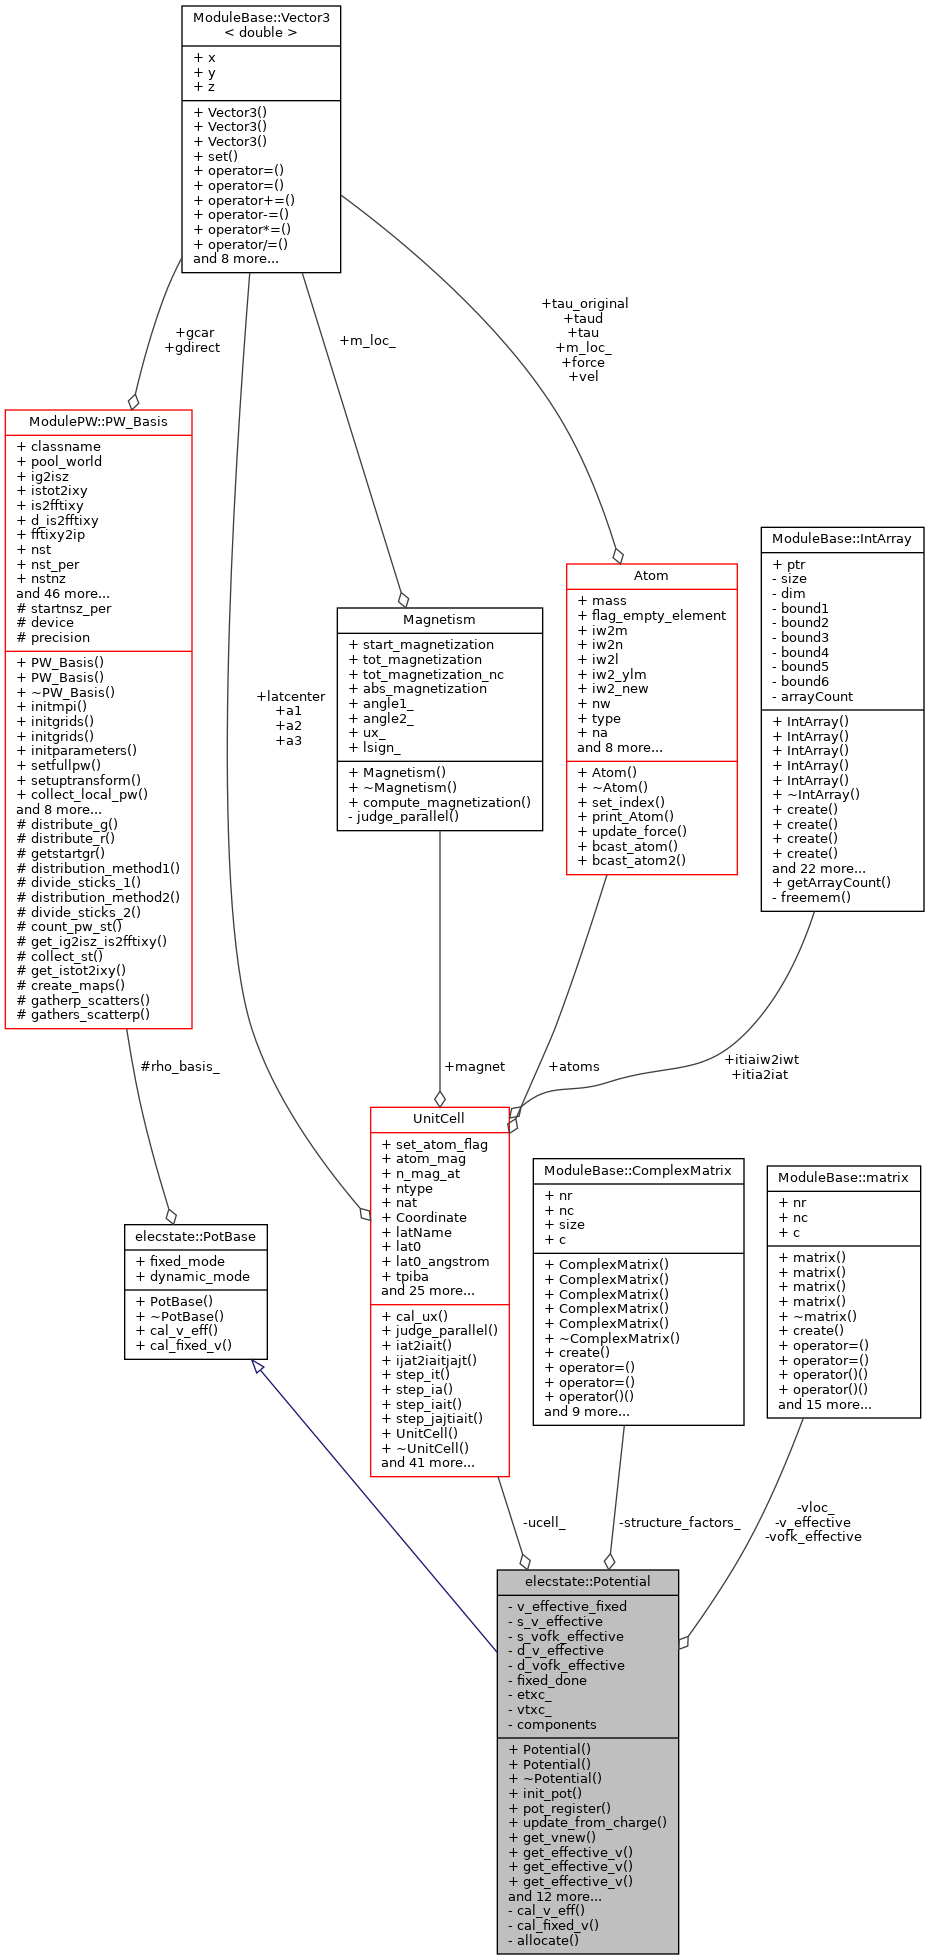 ModuleBase::Vector3
< double >
+ x
+ y
+ z
+ Vector3()
+ Vector3()
+ Vector3()
+ set()
+ operator=()
+ operator=()
+ operator+=()
+ operator-=()
+ operator*=()
+ operator/=()
and 8 more...
+gcar
+gdirect
+m_loc_
+tau_original
+taud
+tau
+m_loc_
+force
+vel
ModulePW::PW_Basis
+ classname
+ pool_world
+ ig2isz
+ istot2ixy
+ is2fftixy
+ d_is2fftixy
+ fftixy2ip
+ nst
+ nst_per
+ nstnz
and 46 more...
# startnsz_per
# device
# precision
+ PW_Basis()
+ PW_Basis()
+ ~PW_Basis()
+ initmpi()
+ initgrids()
+ initgrids()
+ initparameters()
+ setfullpw()
+ setuptransform()
+ collect_local_pw()
and 8 more...
# distribute_g()
# distribute_r()
# getstartgr()
# distribution_method1()
# divide_sticks_1()
# distribution_method2()
# divide_sticks_2()
# count_pw_st()
# get_ig2isz_is2fftixy()
# collect_st()
# get_istot2ixy()
# create_maps()
# gatherp_scatters()
# gathers_scatterp()
+latcenter
+a1
+a2
+a3
Magnetism
+ start_magnetization
+ tot_magnetization
+ tot_magnetization_nc
+ abs_magnetization
+ angle1_
+ angle2_
+ ux_
+ lsign_
+ Magnetism()
+ ~Magnetism()
+ compute_magnetization()
- judge_parallel()
Atom
+ mass
+ flag_empty_element
+ iw2m
+ iw2n
+ iw2l
+ iw2_ylm
+ iw2_new
+ nw
+ type
+ na
and 8 more...
+ Atom()
+ ~Atom()
+ set_index()
+ print_Atom()
+ update_force()
+ bcast_atom()
+ bcast_atom2()
ModuleBase::IntArray
+ ptr
- size
- dim
- bound1
- bound2
- bound3
- bound4
- bound5
- bound6
- arrayCount
+ IntArray()
+ IntArray()
+ IntArray()
+ IntArray()
+ IntArray()
+ ~IntArray()
+ create()
+ create()
+ create()
+ create()
and 22 more...
+ getArrayCount()
- freemem()
#rho_basis_
+magnet
+atoms
+itiaiw2iwt
+itia2iat
elecstate::PotBase
+ fixed_mode
+ dynamic_mode
+ PotBase()
+ ~PotBase()
+ cal_v_eff()
+ cal_fixed_v()
UnitCell
+ set_atom_flag
+ atom_mag
+ n_mag_at
+ ntype
+ nat
+ Coordinate
+ latName
+ lat0
+ lat0_angstrom
+ tpiba
and 25 more...
+ cal_ux()
+ judge_parallel()
+ iat2iait()
+ ijat2iaitjajt()
+ step_it()
+ step_ia()
+ step_iait()
+ step_jajtiait()
+ UnitCell()
+ ~UnitCell()
and 41 more...
ModuleBase::ComplexMatrix
+ nr
+ nc
+ size
+ c
+ ComplexMatrix()
+ ComplexMatrix()
+ ComplexMatrix()
+ ComplexMatrix()
+ ComplexMatrix()
+ ~ComplexMatrix()
+ create()
+ operator=()
+ operator=()
+ operator()()
and 9 more...
ModuleBase::matrix
+ nr
+ nc
+ c
+ matrix()
+ matrix()
+ matrix()
+ matrix()
+ ~matrix()
+ create()
+ operator=()
+ operator=()
+ operator()()
+ operator()()
and 15 more...
-ucell_
-structure_factors_
-vloc_
-v_effective
-vofk_effective
elecstate::Potential
- v_effective_fixed
- s_v_effective
- s_vofk_effective
- d_v_effective
- d_vofk_effective
- fixed_done
- etxc_
- vtxc_
- components
+ Potential()
+ Potential()
+ ~Potential()
+ init_pot()
+ pot_register()
+ update_from_charge()
+ get_vnew()
+ get_effective_v()
+ get_effective_v()
+ get_effective_v()
and 12 more...
- cal_v_eff()
- cal_fixed_v()
- allocate()